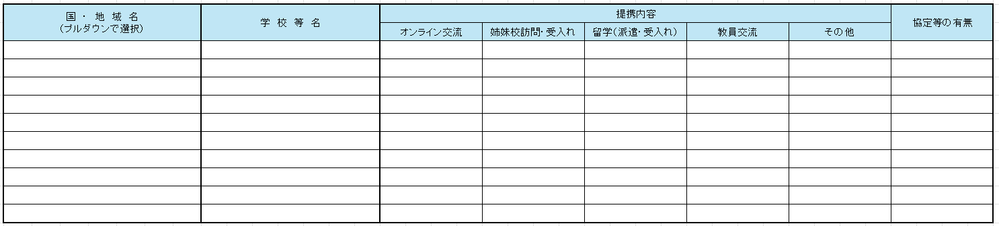 国・地域名
(プルダウンで選択)
学校等名
提携内容
オンライン交流
姉妹校訪問・受入れ
留学(派遣・受入れ)
教員交流
その他
協定等の有無